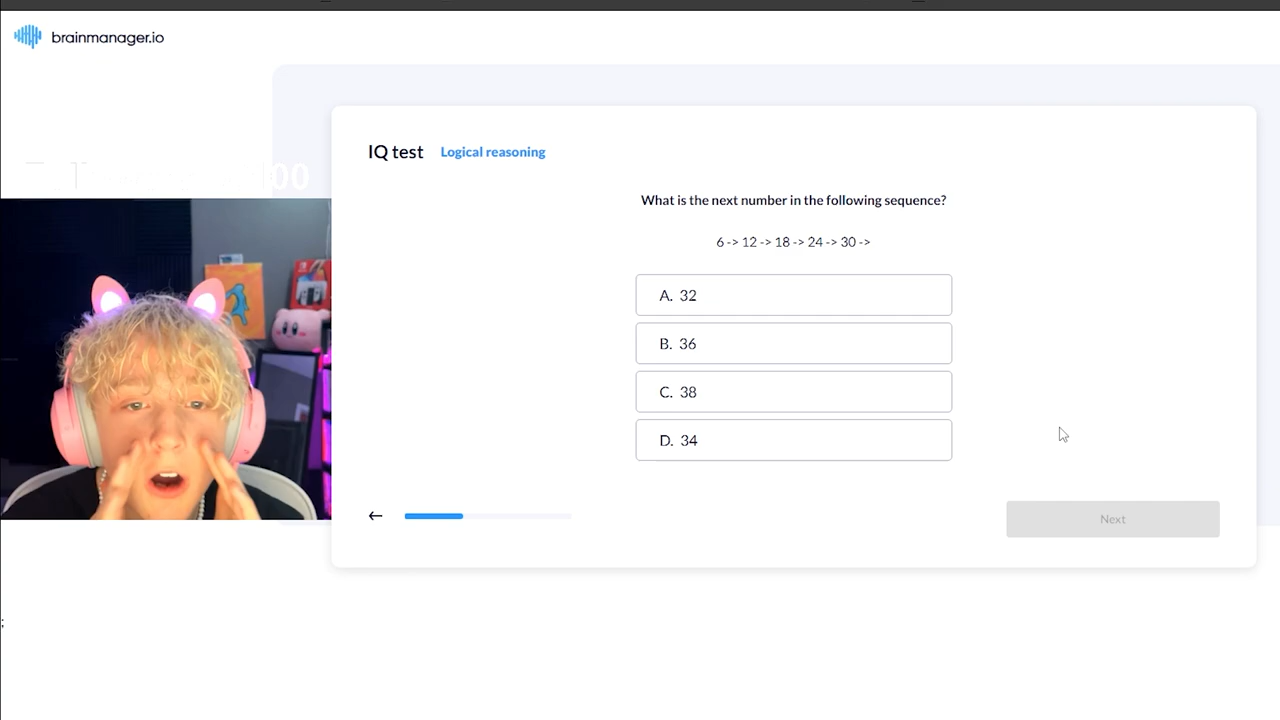 brainmanager.io
IQ test Logical reasoning
00
What is the next number in the following sequence?
6 -> 12 -> 18 -> 24 -> 30 ->
A. 32
B. 36
C. 38
D. 34
Next
;